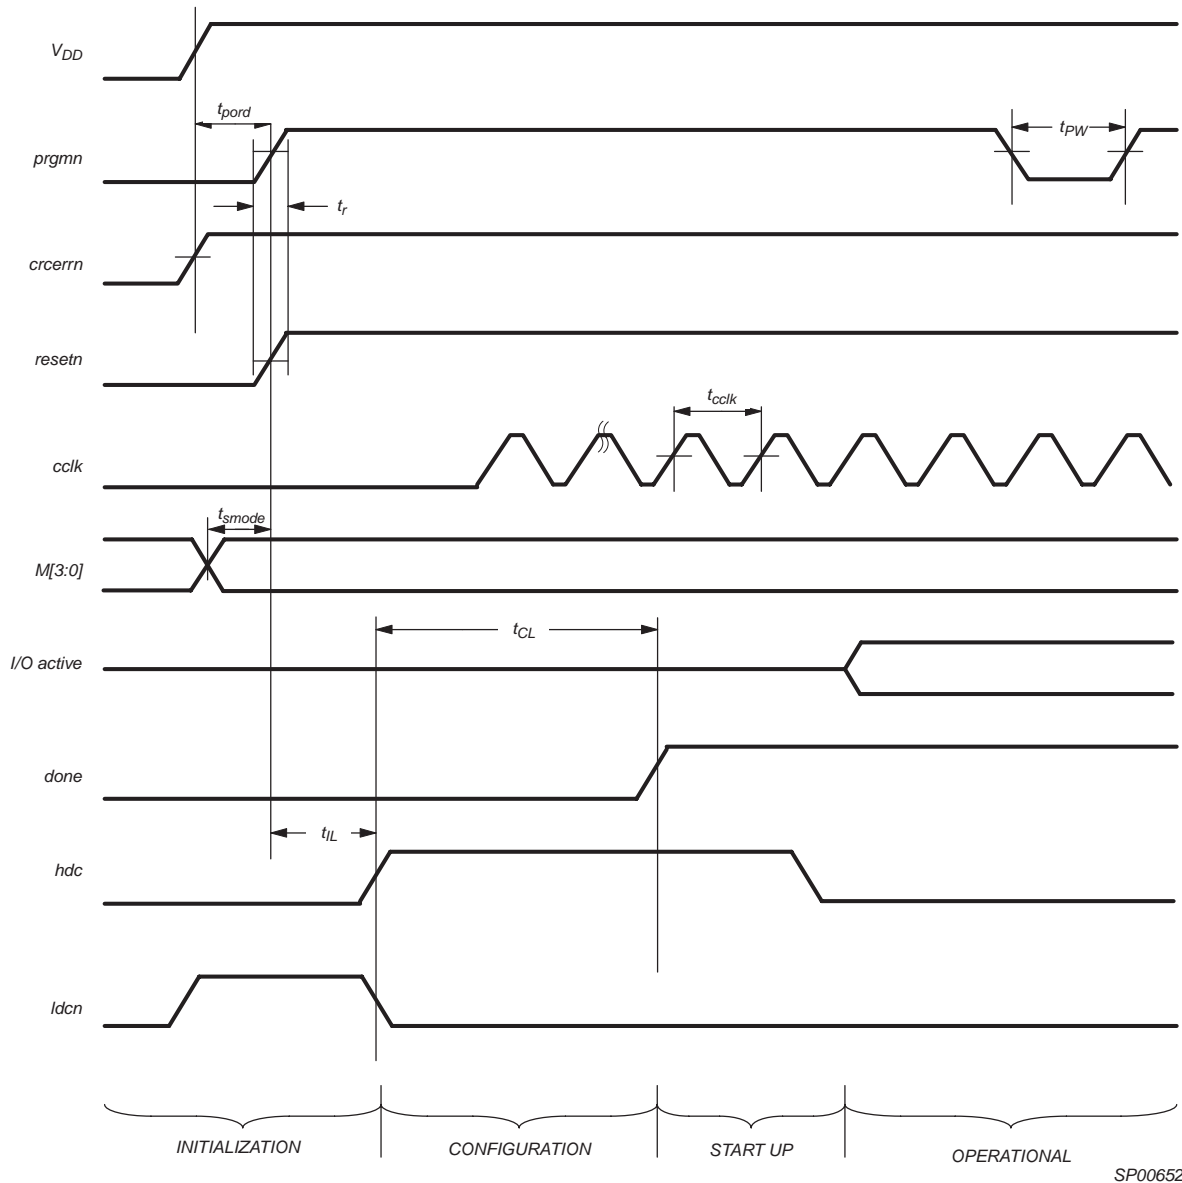 VDD
tpord
prgmn
tPW
tr
crcerrn
resetn
tcclk
cclk
tsmode
M[3:0]
tCL
I/O active
done
tIL
hdc
ldcn
INITIALIZATION CONFIGURATION START UP OPERATIONAL
SP00652